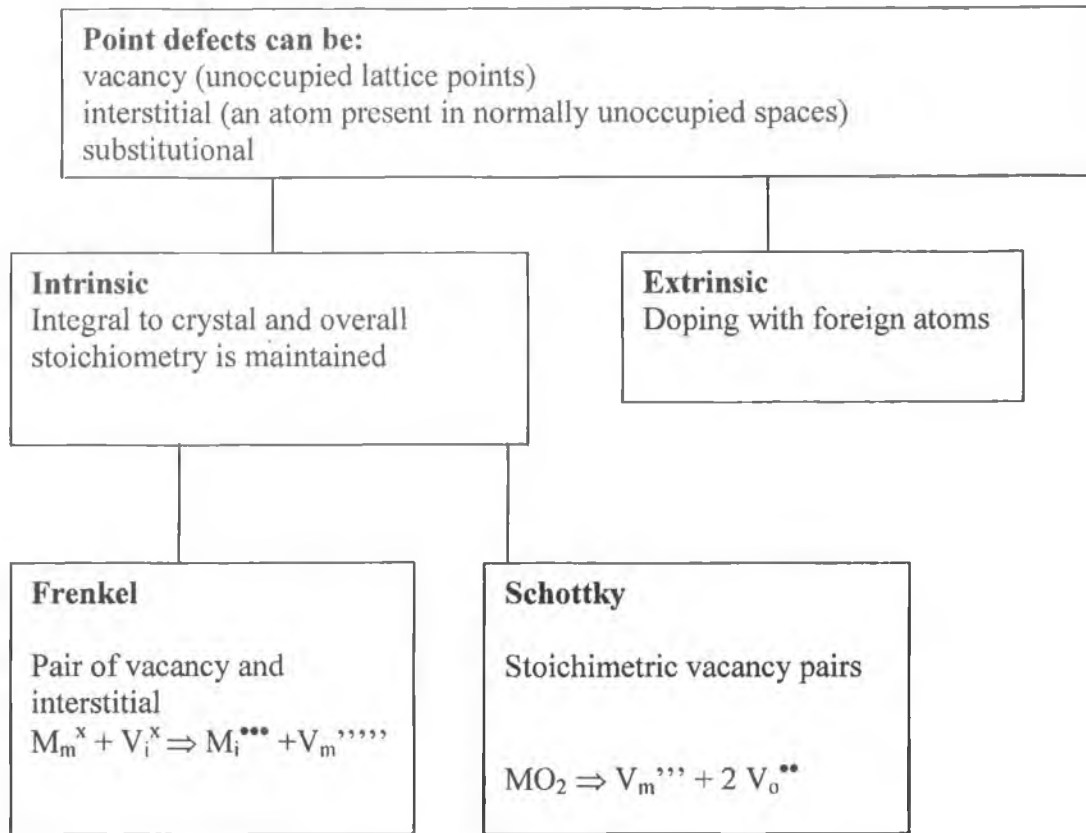 Point defects can be:
vacancy (unoccupied lattice points)
interstitial (an atom present in normally unoccupied spaces)
substitutional
Intrinsic
Integral to crystal and overall
stoichiometry is maintained
Extrinsic
Doping with foreign atoms
Frenkel
Pair of vacancy and
interstitial
Mₘˣ + Vᵢˣ ⇒ Mᵢ••• +Vₘ’’’’’
Schottky
Stoichimetric vacancy pairs
MO₂ ⇒ Vₘ’’’ + 2 Vₒ••